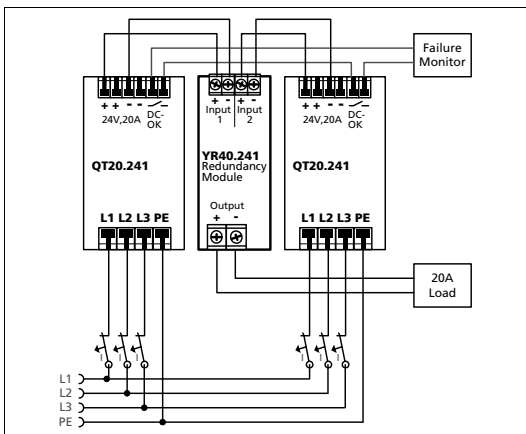 Failure
Monitor
+ + - -
24V,20A
DC-
OK
QT20.241
L1 L2 L3 PE
+ - + -
Input
1
Input
2
YR40.241
Redundancy
Module
Output
+ -
+ + - -
24V,20A
DC-
OK
QT20.241
L1 L2 L3 PE
20A
Load
I I I
I I I
L1
L2
L3
PE